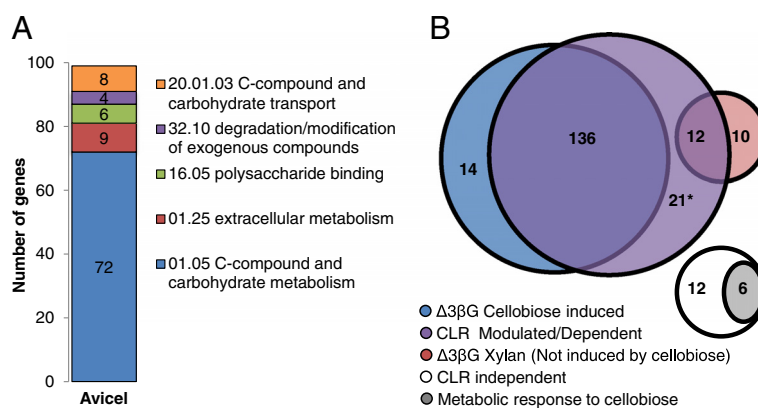 A
Number of genes
100
80
60
40
20
0
8
4
6
9
72
Avicel
20.01.03 C-compound and
carbohydrate transport
32.10 degradation/modification
of exogenous compounds
16.05 polysaccharide binding
01.25 extracellular metabolism
01.05 C-compound and
carbohydrate metabolism
B
14
136
12
10
21*
12
6
Δ3βG Cellobiose induced
CLR Modulated/Dependent
Δ3βG Xylan (Not induced by cellobiose)
CLR independent
Metabolic response to cellobiose